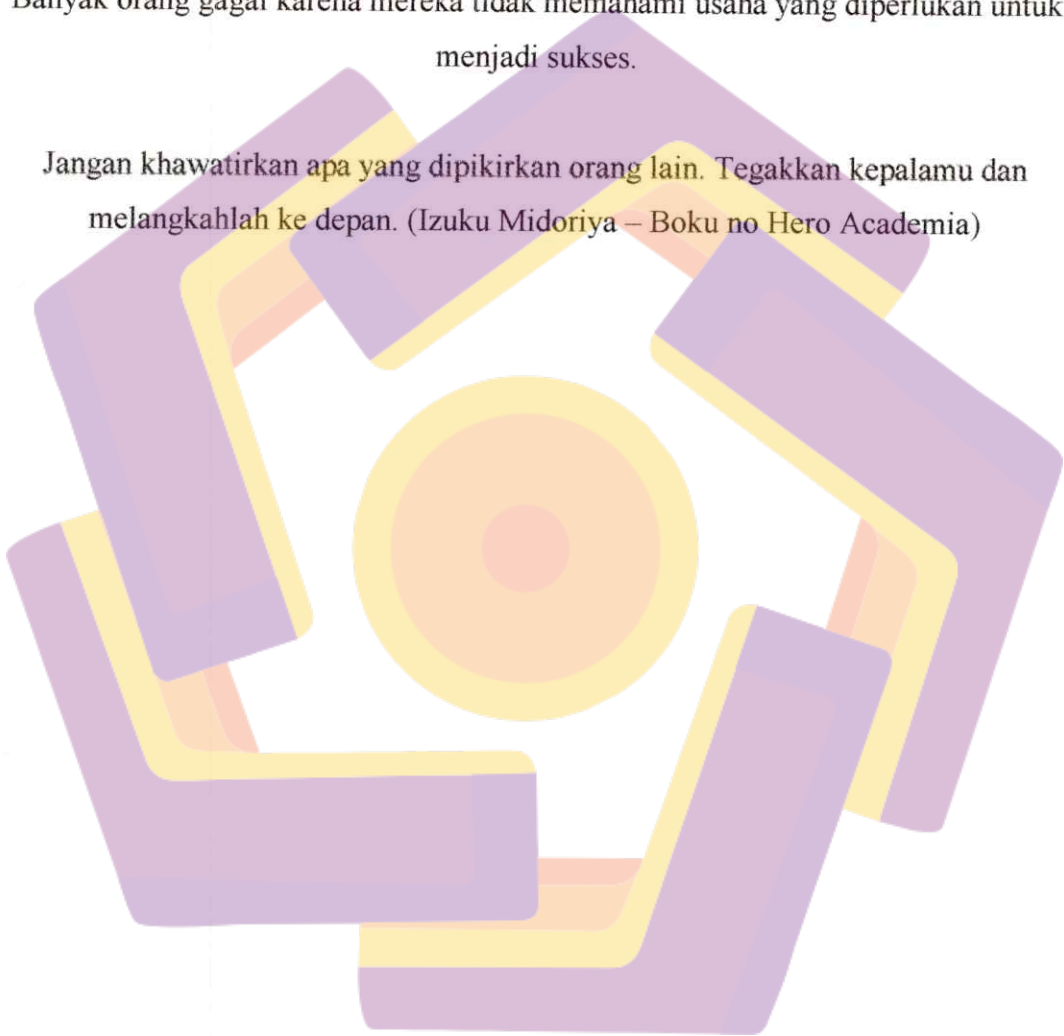 Banyak orang gagal karena mereka tidak memahami usaha yang diperlukan untuk
menjadi sukses.
Jangan khawatirkan apa yang dipikirkan orang lain. Tegakkan kepalamu dan
melangkahlah ke depan. (Izuku Midoriya – Boku no Hero Academia)